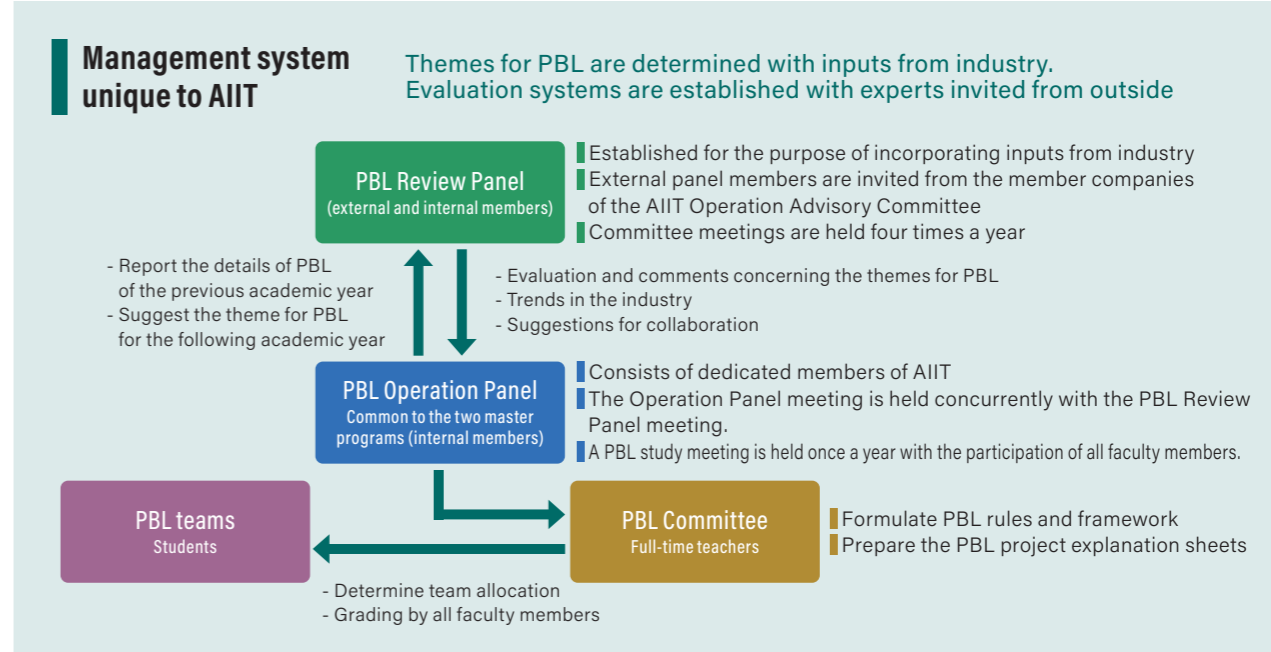 Management system
unique to AIIT
Themes for PBL are determined with inputs from industry.
Evaluation systems are established with experts invited from outside
PBL Review Panel
(external and internal members)
Established for the purpose of incorporating inputs from industry
External panel members are invited from the member companies
of the AIIT Operation Advisory Committee
Committee meetings are held four times a year
- Report the details of PBL
of the previous academic year
- Suggest the theme for PBL
for the following academic year
- Evaluation and comments concerning the themes for PBL
- Trends in the industry
- Suggestions for collaboration
PBL Operation Panel
Common to the two master
programs (internal members)
Consists of dedicated members of AIIT
The Operation Panel meeting is held concurrently with the PBL Review
Panel meeting.
A PBL study meeting is held once a year with the participation of all faculty members.
PBL teams
Students
PBL Committee
Full-time teachers
Formulate PBL rules and framework
Prepare the PBL project explanation sheets
- Determine team allocation
- Grading by all faculty members